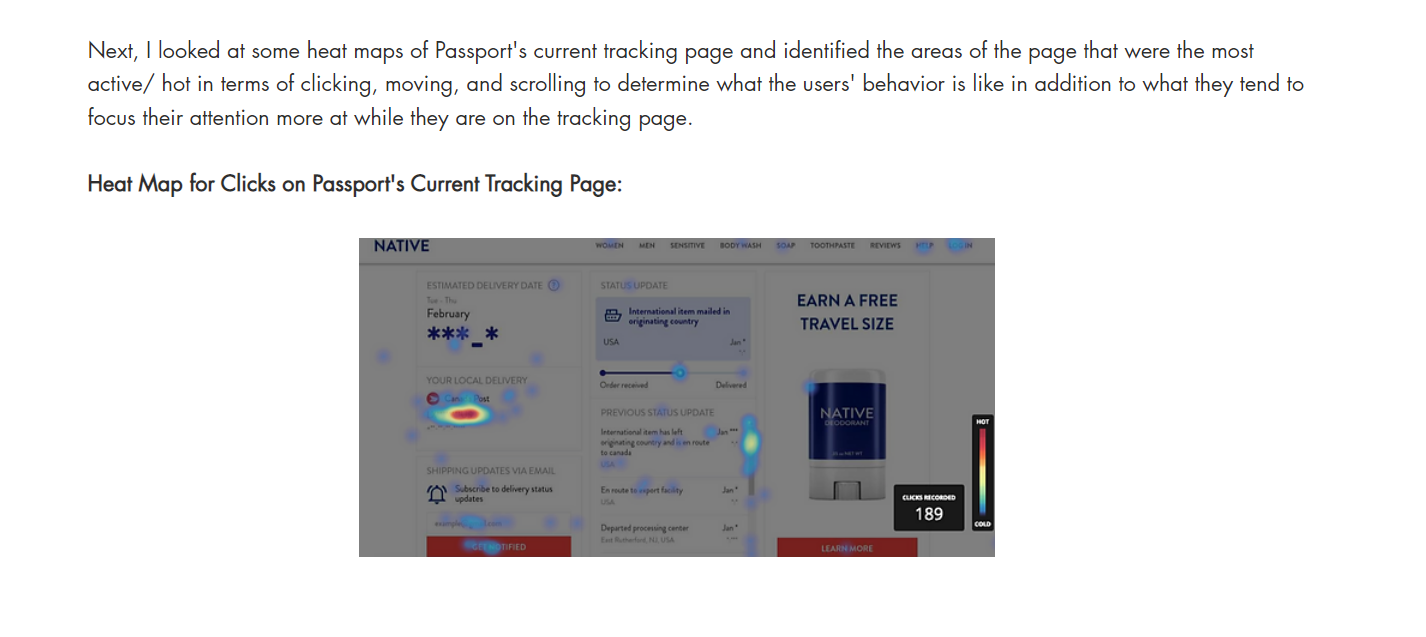 Next, I looked at some heat maps of Passport's current tracking page and identified the areas of the page that were the most
active/ hot in terms of clicking, moving, and scrolling to determine what the users' behavior is like in addition to what they tend to
focus their attention more at while they are on the tracking page.
Heat Map for Clicks on Passport's Current Tracking Page:
NATIVE
WOMEN MEN SENSITIVE BODY WASH SOAP TOOTHPASTE REVIEWS HELP LOG IN
ESTIMATED DELIVERY DATE ?
Tue - Thu
February
***_*
YOUR LOCAL DELIVERY
Canada Post
SHIPPING UPDATES VIA EMAIL
Subscribe to delivery status
updates
GET NOTIFIED
STATUS UPDATE
International item mailed in
originating country
USA Jan *
Order received Delivered
PREVIOUS STATUS UPDATE
International item has left Jan ***
originating country and is en route
to canada
USA
En route to export facility Jan *
USA
Departed processing center Jan *
East Rutherford, NJ, USA
EARN A FREE
TRAVEL SIZE
NATIVE
DEODORANT
LEARN MORE
CLICKS RECORDED
189
HOT
COLD